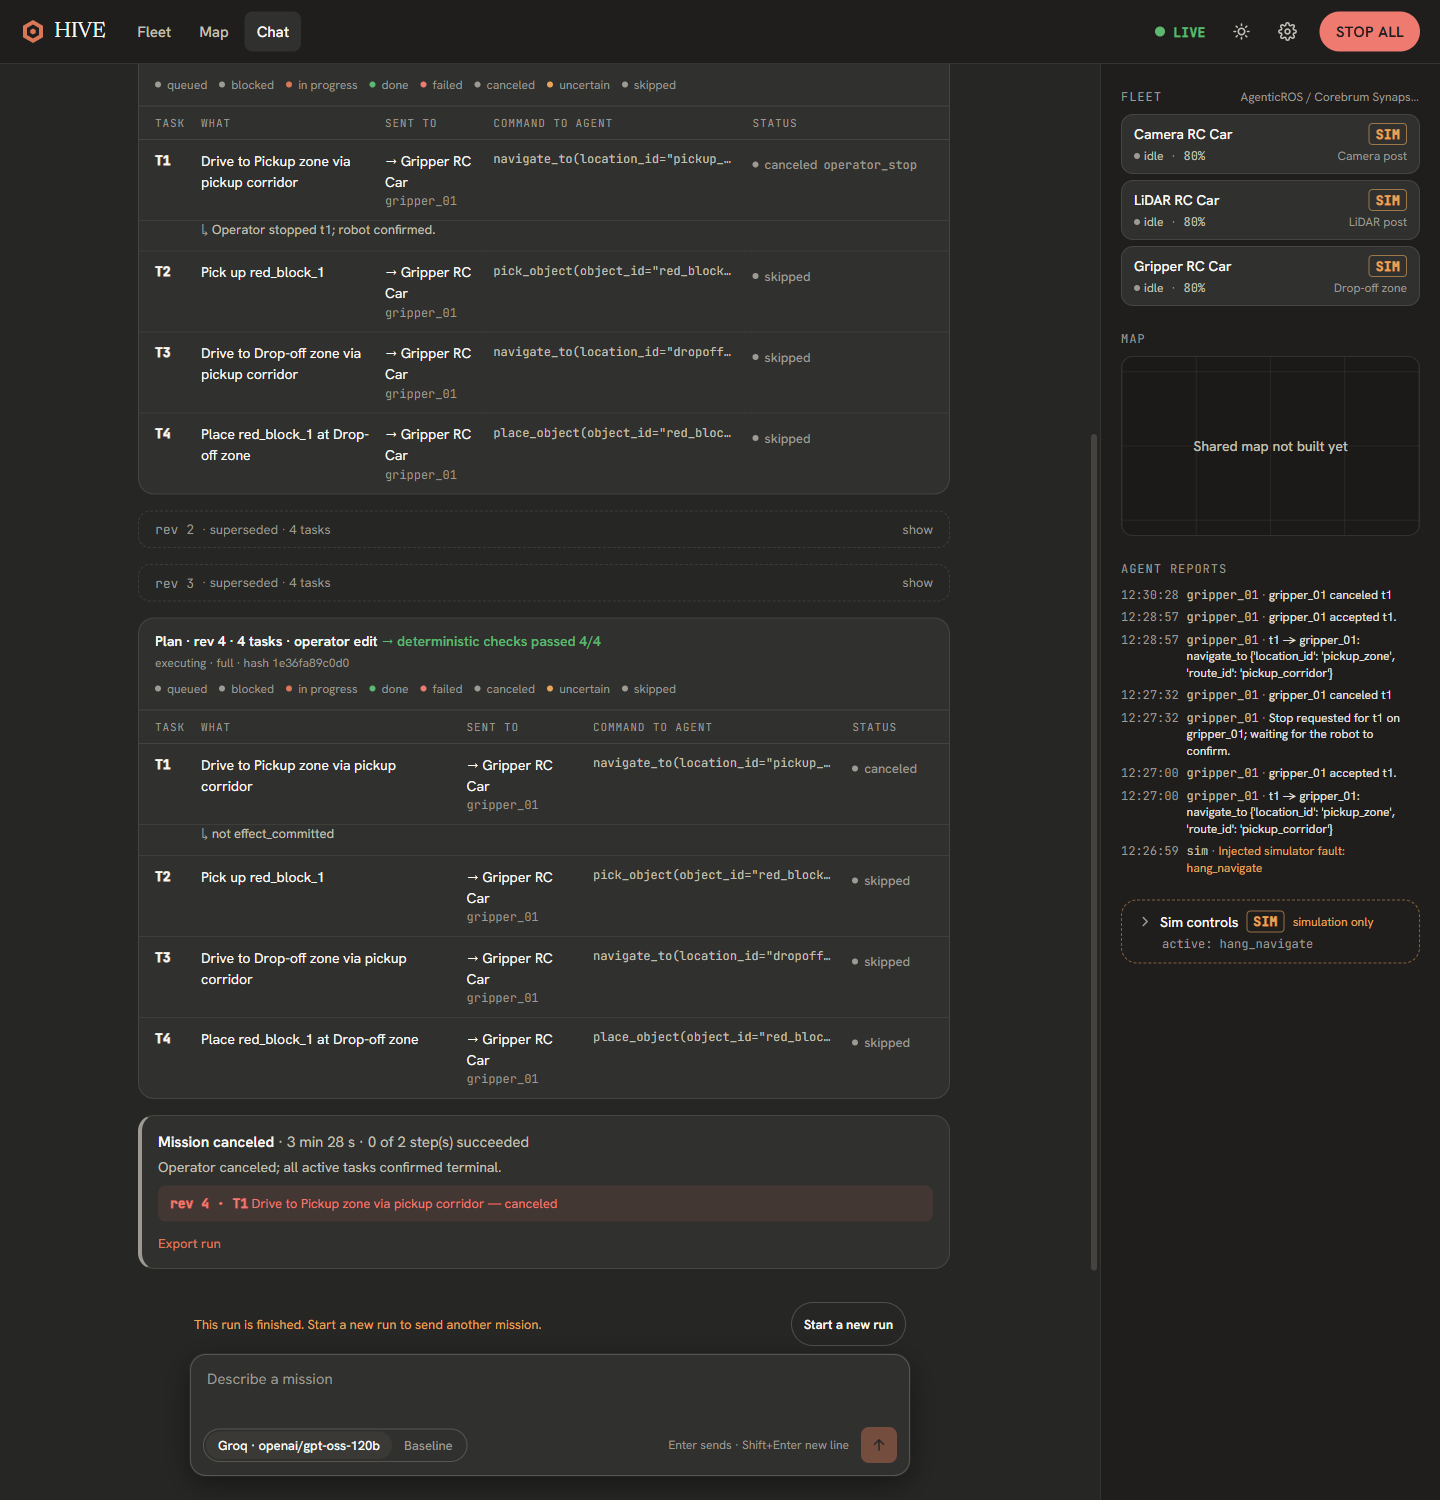 HIVE Fleet Map Chat LIVE STOP ALL
queued blocked in progress done failed canceled uncertain skipped
TASK WHAT SENT TO COMMAND TO AGENT STATUS
T1 Drive to Pickup zone via pickup corridor → Gripper RC Car gripper_01 navigate_to(location_id="pickup_… canceled operator_stop
↳ Operator stopped t1; robot confirmed.
T2 Pick up red_block_1 → Gripper RC Car gripper_01 pick_object(object_id="red_block… skipped
T3 Drive to Drop-off zone via pickup corridor → Gripper RC Car gripper_01 navigate_to(location_id="dropoff… skipped
T4 Place red_block_1 at Drop-off zone → Gripper RC Car gripper_01 place_object(object_id="red_bloc… skipped
rev 2 · superseded · 4 tasks show
rev 3 · superseded · 4 tasks show
Plan · rev 4 · 4 tasks · operator edit → deterministic checks passed 4/4
executing · full · hash 1e36fa89c0d0
queued blocked in progress done failed canceled uncertain skipped
TASK WHAT SENT TO COMMAND TO AGENT STATUS
T1 Drive to Pickup zone via pickup corridor → Gripper RC Car gripper_01 navigate_to(location_id="pickup_… canceled
↳ not effect_committed
T2 Pick up red_block_1 → Gripper RC Car gripper_01 pick_object(object_id="red_block… skipped
T3 Drive to Drop-off zone via pickup corridor → Gripper RC Car gripper_01 navigate_to(location_id="dropoff… skipped
T4 Place red_block_1 at Drop-off zone → Gripper RC Car gripper_01 place_object(object_id="red_bloc… skipped
Mission canceled · 3 min 28 s · 0 of 2 step(s) succeeded
Operator canceled; all active tasks confirmed terminal.
rev 4 · T1 Drive to Pickup zone via pickup corridor — canceled
Export run
This run is finished. Start a new run to send another mission. Start a new run
Describe a mission
Groq · openai/gpt-oss-120b Baseline Enter sends · Shift+Enter new line
FLEET AgenticROS / Corebrum Synaps…
Camera RC Car SIM
idle · 80% Camera post
LiDAR RC Car SIM
idle · 80% LiDAR post
Gripper RC Car SIM
idle · 80% Drop-off zone
MAP
Shared map not built yet
AGENT REPORTS
12:30:28 gripper_01 · gripper_01 canceled t1
12:28:57 gripper_01 · gripper_01 accepted t1.
12:28:57 gripper_01 · t1 → gripper_01:
navigate_to {'location_id': 'pickup_zone',
'route_id': 'pickup_corridor'}
12:27:32 gripper_01 · gripper_01 canceled t1
12:27:32 gripper_01 · Stop requested for t1 on
gripper_01; waiting for the robot to
confirm.
12:27:00 gripper_01 · gripper_01 accepted t1.
12:27:00 gripper_01 · t1 → gripper_01:
navigate_to {'location_id': 'pickup_zone',
'route_id': 'pickup_corridor'}
12:26:59 sim · Injected simulator fault:
hang_navigate
Sim controls SIM simulation only
active: hang_navigate